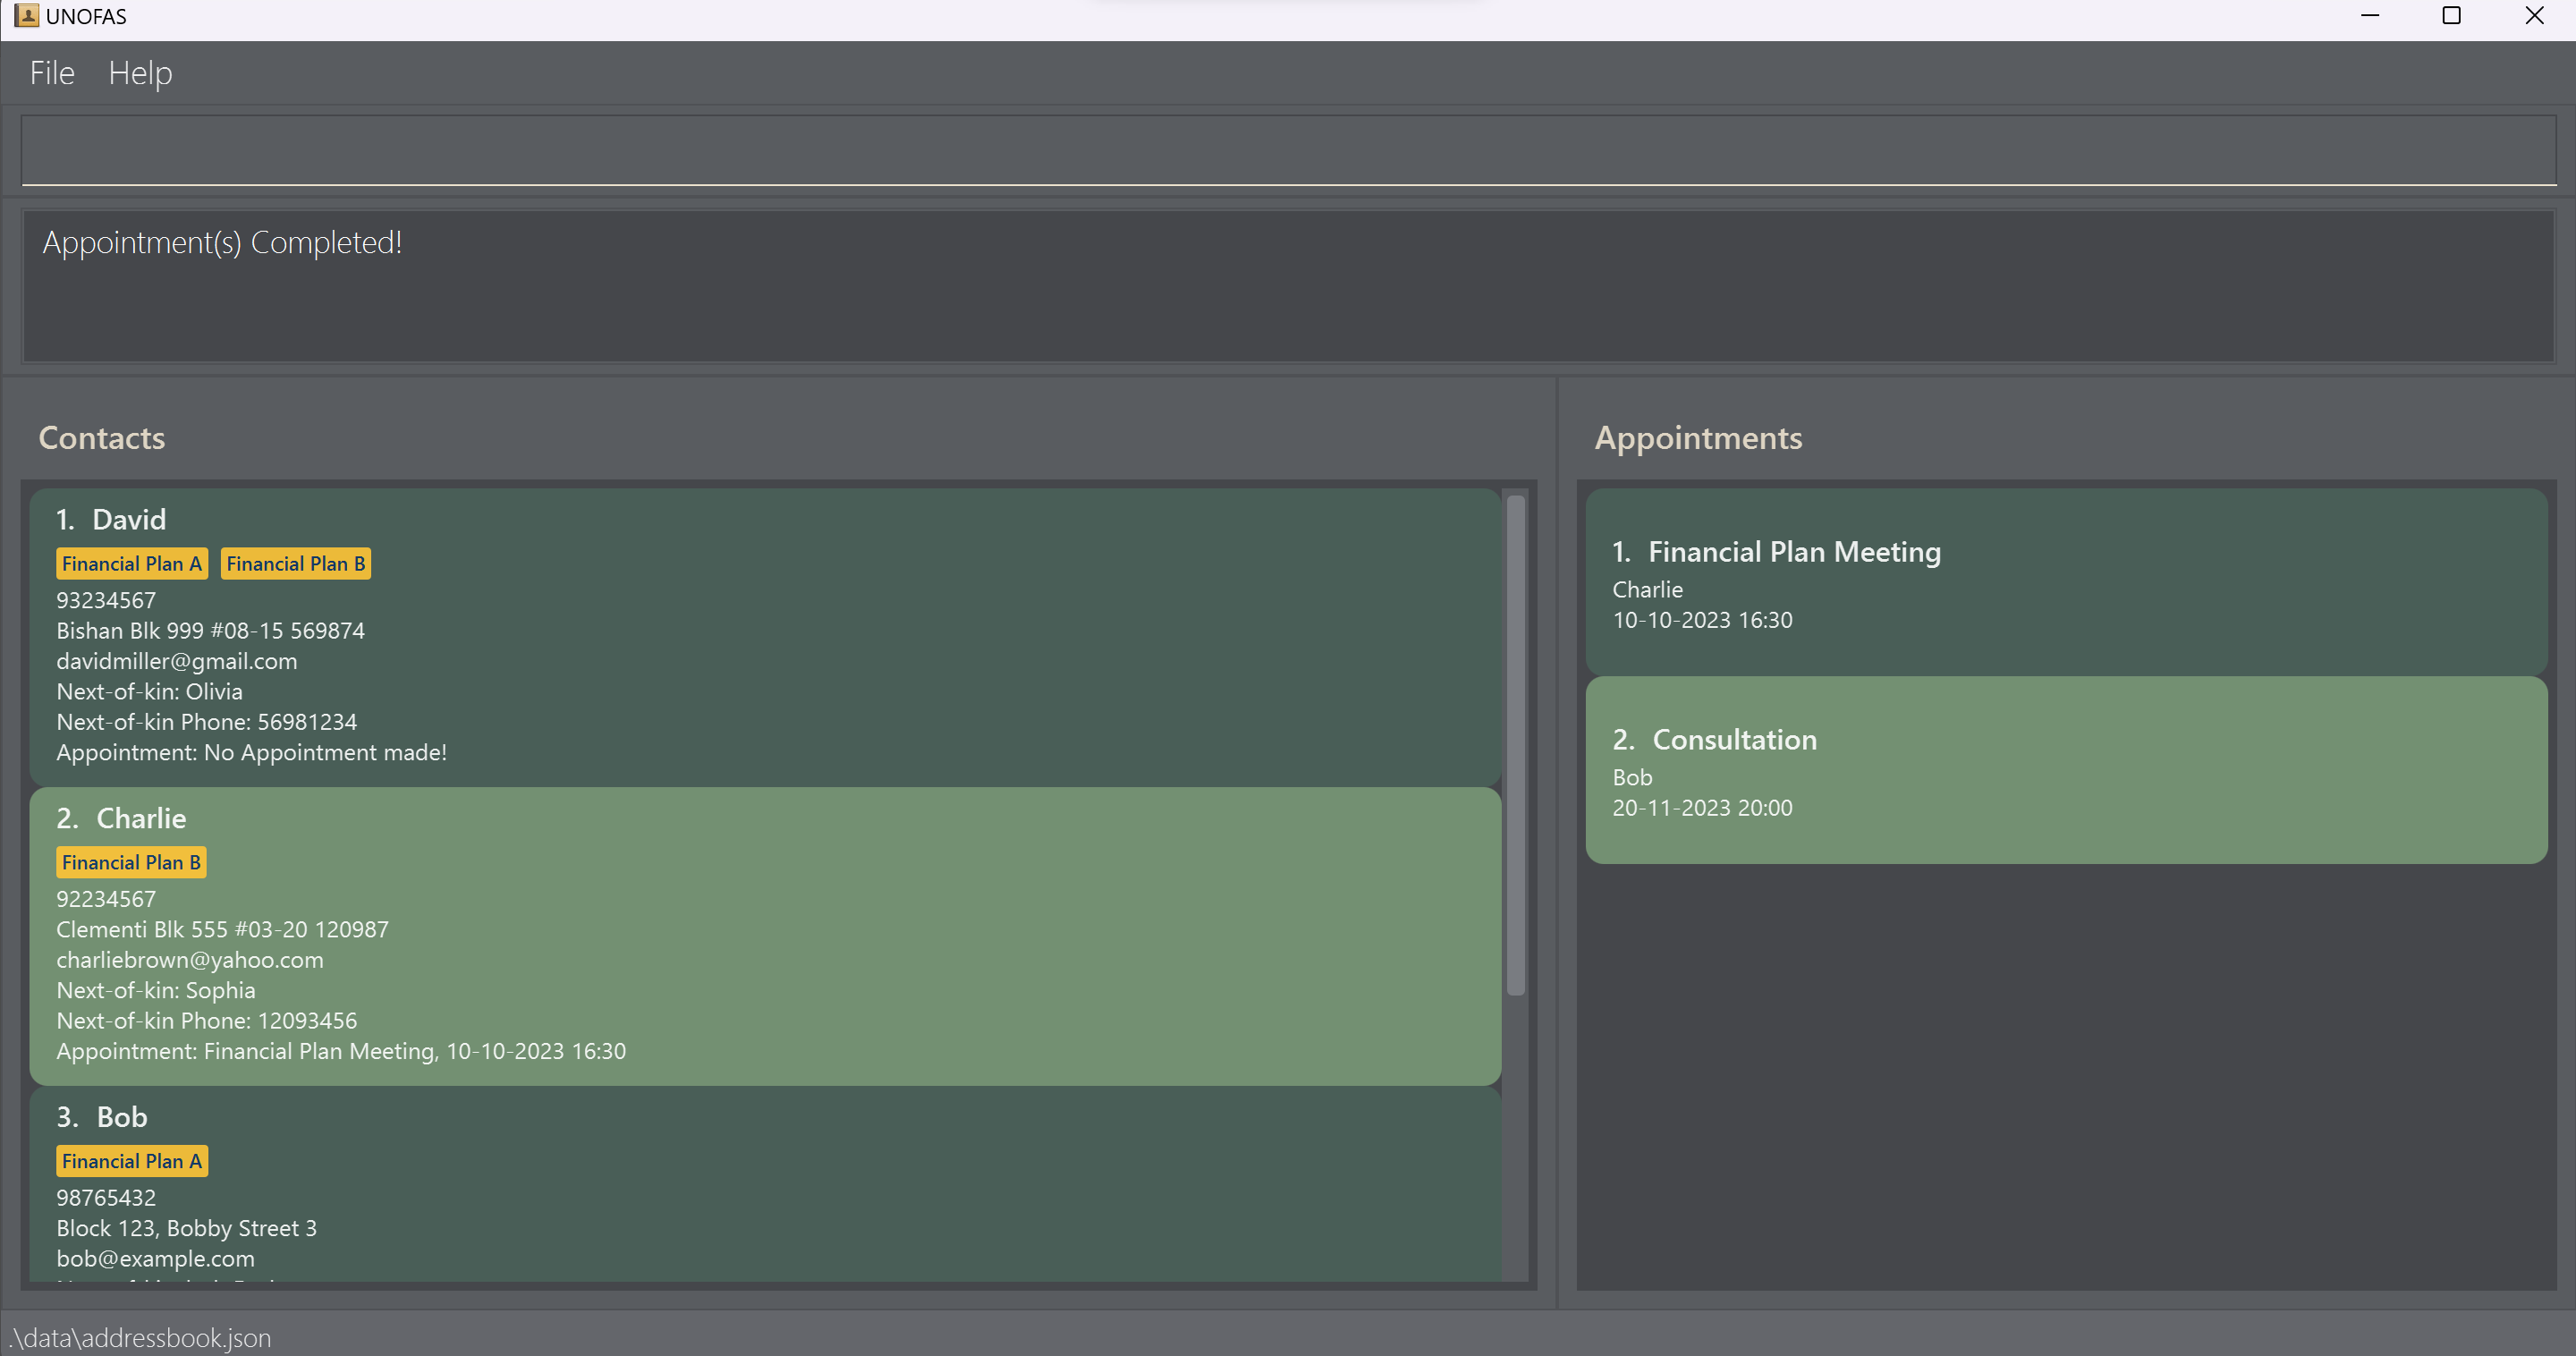 UNOFAS
File Help
Appointment(s) Completed!
Contacts
1. David
Financial Plan A Financial Plan B
93234567
Bishan Blk 999 #08-15 569874
davidmiller@gmail.com
Next-of-kin: Olivia
Next-of-kin Phone: 56981234
Appointment: No Appointment made!
2. Charlie
Financial Plan B
92234567
Clementi Blk 555 #03-20 120987
charliebrown@yahoo.com
Next-of-kin: Sophia
Next-of-kin Phone: 12093456
Appointment: Financial Plan Meeting, 10-10-2023 16:30
3. Bob
Financial Plan A
98765432
Block 123, Bobby Street 3
bob@example.com
Appointments
1. Financial Plan Meeting
Charlie
10-10-2023 16:30
2. Consultation
Bob
20-11-2023 20:00
.\data\addressbook.json